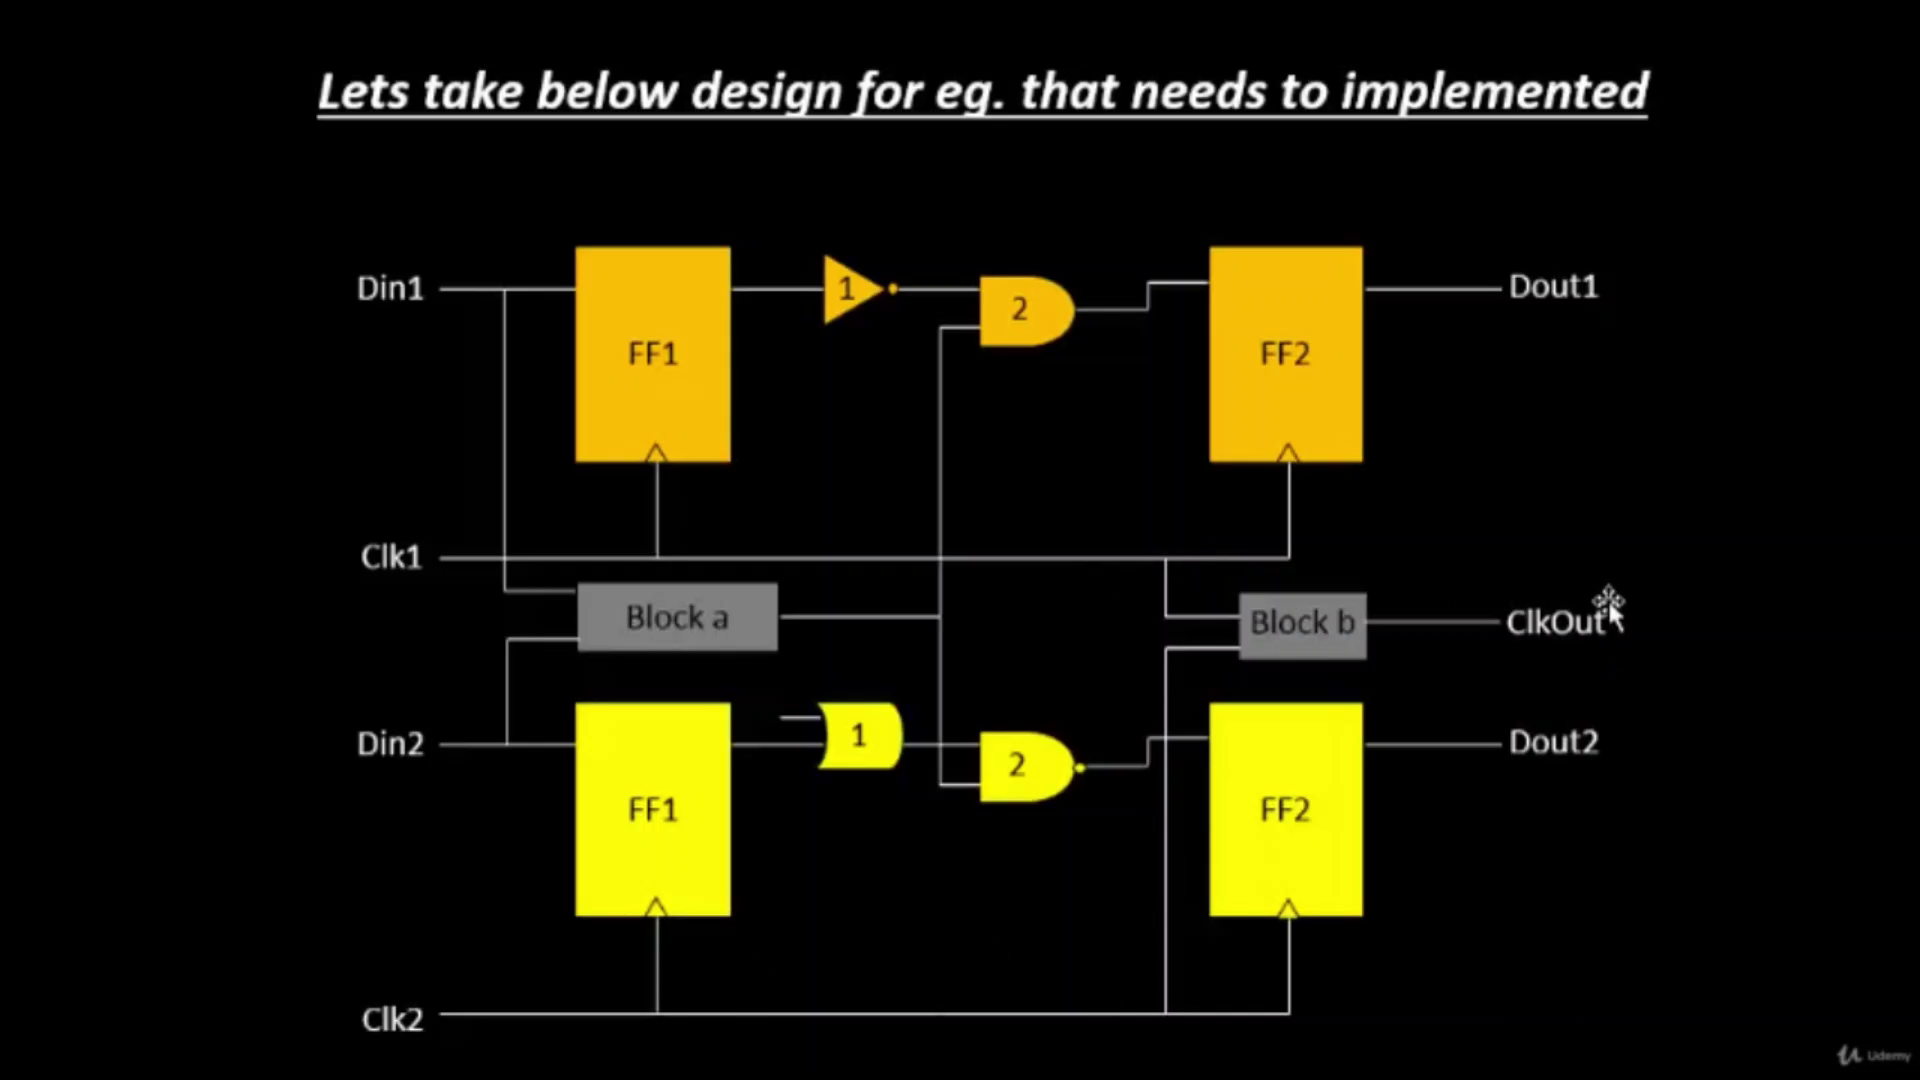 Lets take below design for eg. that needs to implemented
Din1
FF1
1
2
FF2
Dout1
Clk1
Block a
Block b
ClkOut
Din2
FF1
1
2
FF2
Dout2
Clk2
Udemy